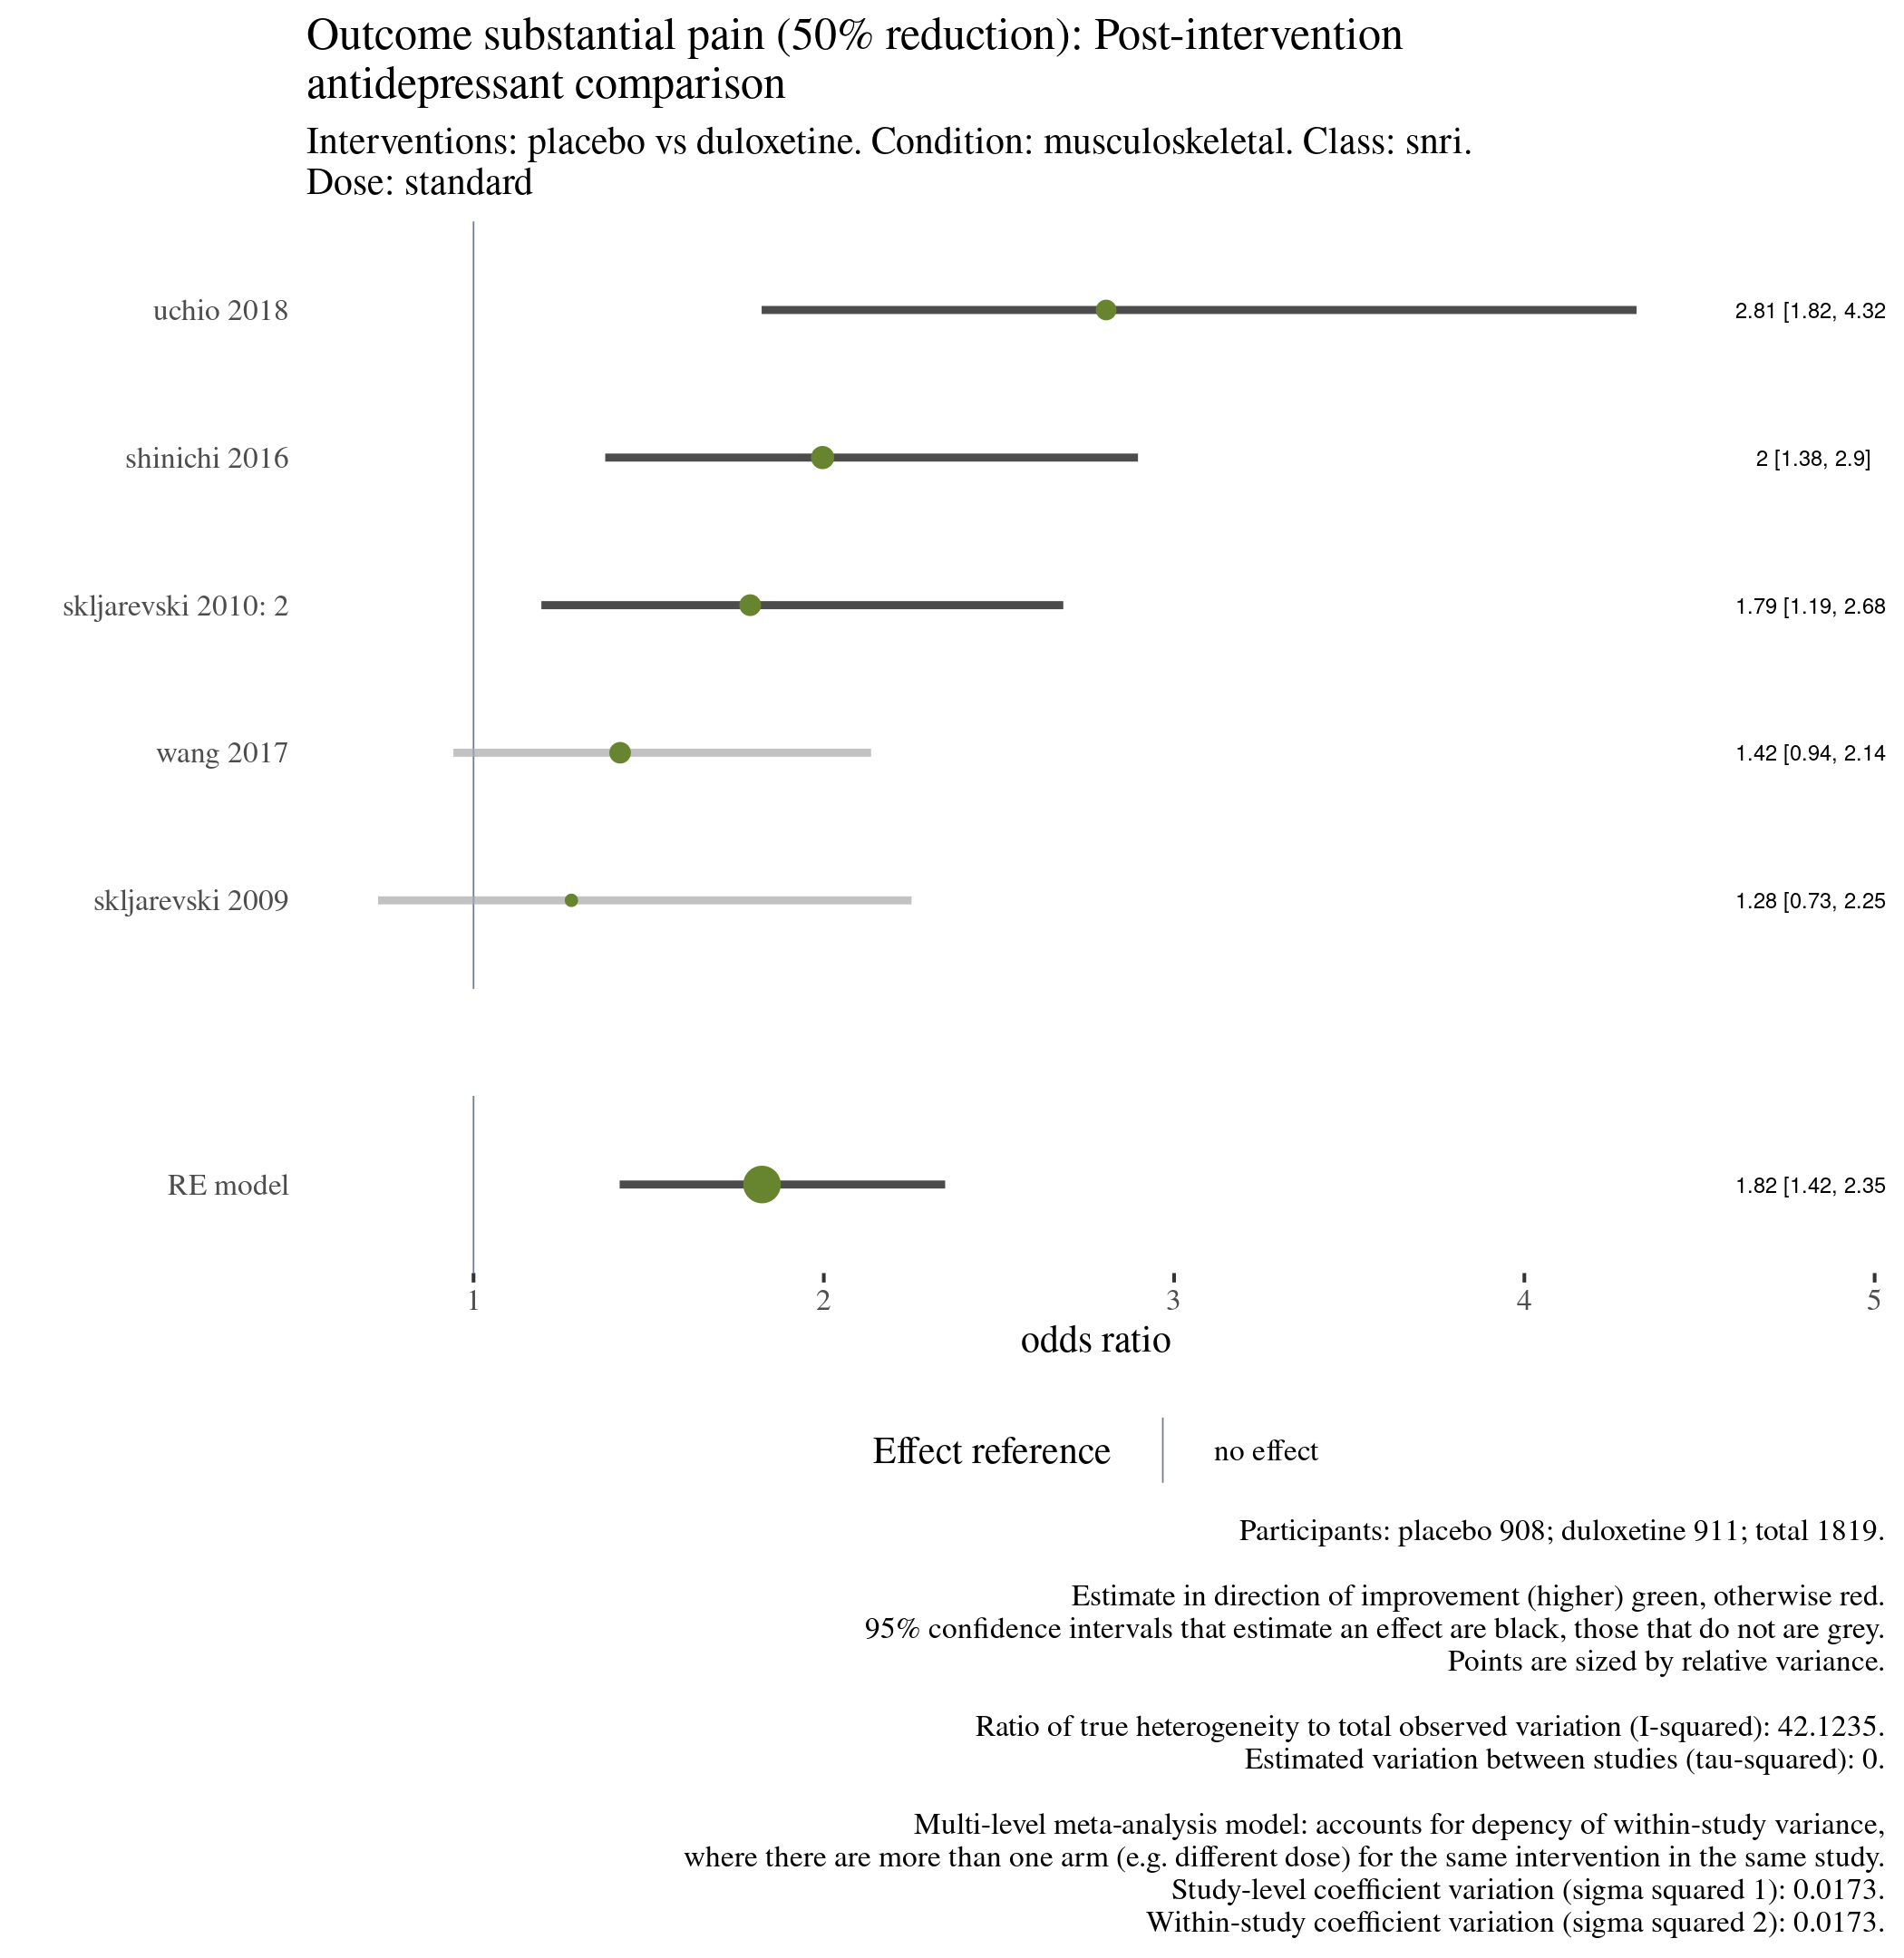 Outcome substantial pain (50% reduction): Post-intervention
antidepressant comparison
Interventions: placebo vs duloxetine. Condition: musculoskeletal. Class: snri.
Dose: standard
uchio 2018
2.81 [1.82, 4.32
shinichi 2016
2 [1.38, 2.9]
skljarevski 2010: 2
1.79 [1.19, 2.68
wang 2017
1.42 [0.94, 2.14
skljarevski 2009
1.28 [0.73, 2.25
RE model
1.82 [1.42, 2.35
1 2 3 4 5
odds ratio
Effect reference no effect
Participants: placebo 908; duloxetine 911; total 1819.
Estimate in direction of improvement (higher) green, otherwise red.
95% confidence intervals that estimate an effect are black, those that do not are grey.
Points are sized by relative variance.
Ratio of true heterogeneity to total observed variation (I-squared): 42.1235.
Estimated variation between studies (tau-squared): 0.
Multi-level meta-analysis model: accounts for depency of within-study variance,
where there are more than one arm (e.g. different dose) for the same intervention in the same study.
Study-level coefficient variation (sigma squared 1): 0.0173.
Within-study coefficient variation (sigma squared 2): 0.0173.